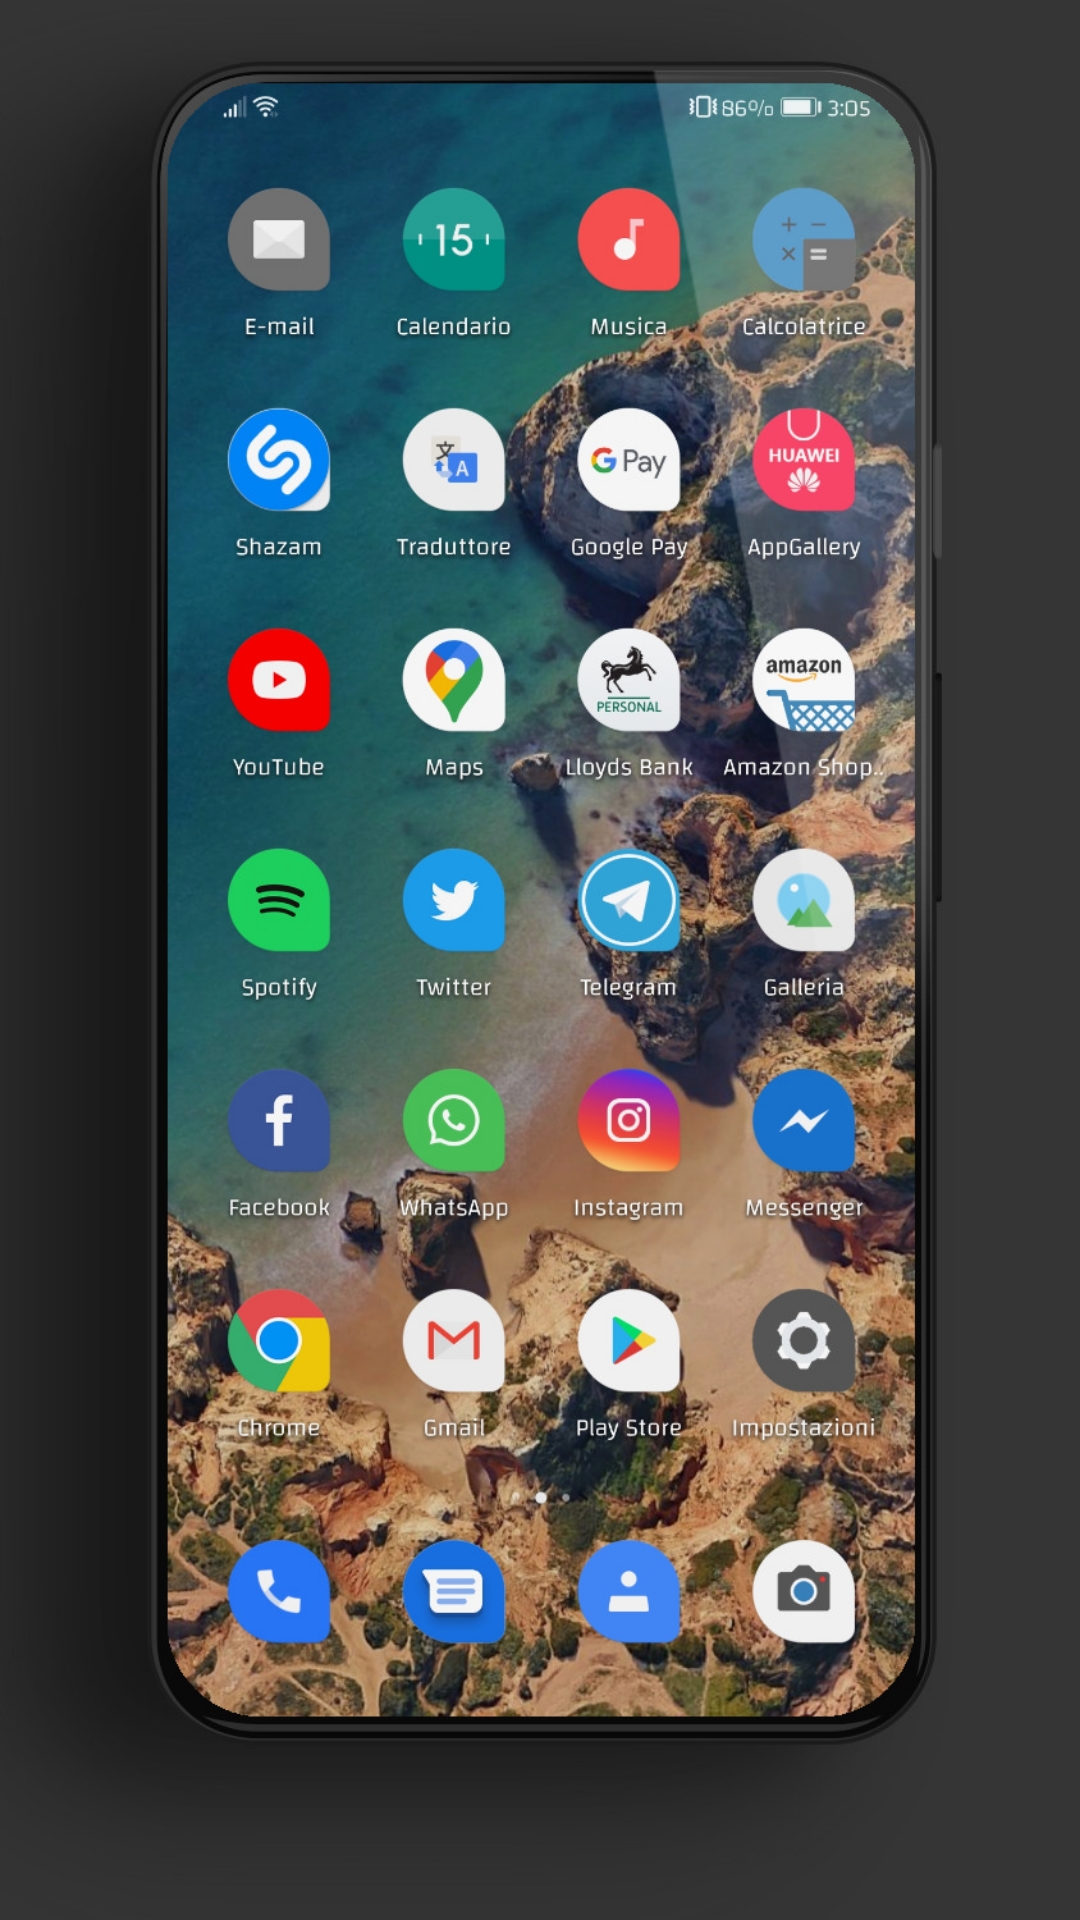 86% 3:05
15
E-mail Calendario Musica Calcolatrice
文 A G Pay HUAWEI
Shazam Traduttore Google Pay AppGallery
PERSONAL amazon
YouTube Maps Lloyds Bank Amazon Shop..
Spotify Twitter Telegram Galleria
Facebook WhatsApp Instagram Messenger
Chrome Gmail Play Store Impostazioni